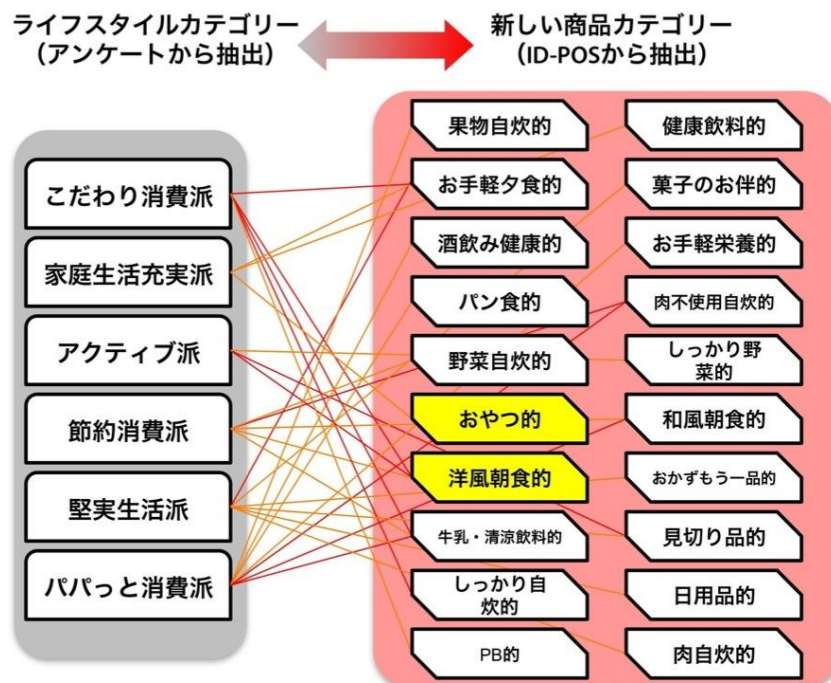 ライフスタイルカテゴリー
（アンケートから抽出）
新しい商品カテゴリー
（ID-POSから抽出）
こだわり消費派
家庭生活充実派
アクティブ派
節約消費派
堅実生活派
パパっと消費派
果物自炊的
お手軽夕食的
酒飲み健康的
パン食的
野菜自炊的
おやつ的
洋風朝食的
牛乳・清涼飲料的
しっかり自
炊的
PB的
健康飲料的
菓子のお伴的
お手軽栄養的
肉不使用自炊的
しっかり野
菜的
和風朝食的
おかずもう一品的
見切り品的
日用品的
肉自炊的